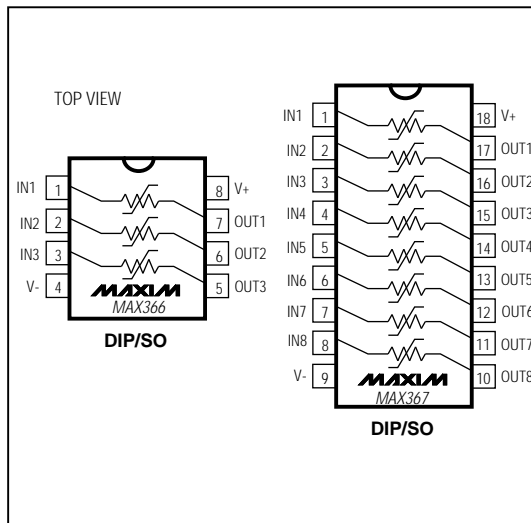 TOP VIEW
IN1 1
IN2 2
IN3 3
V- 4
8 V+
7 OUT1
6 OUT2
5 OUT3
MAXIM
MAX366
DIP/SO
IN1 1
IN2 2
IN3 3
IN4 4
IN5 5
IN6 6
IN7 7
IN8 8
V- 9
18 V+
17 OUT1
16 OUT2
15 OUT3
14 OUT4
13 OUT5
12 OUT6
11 OUT7
10 OUT8
MAXIM
MAX367
DIP/SO